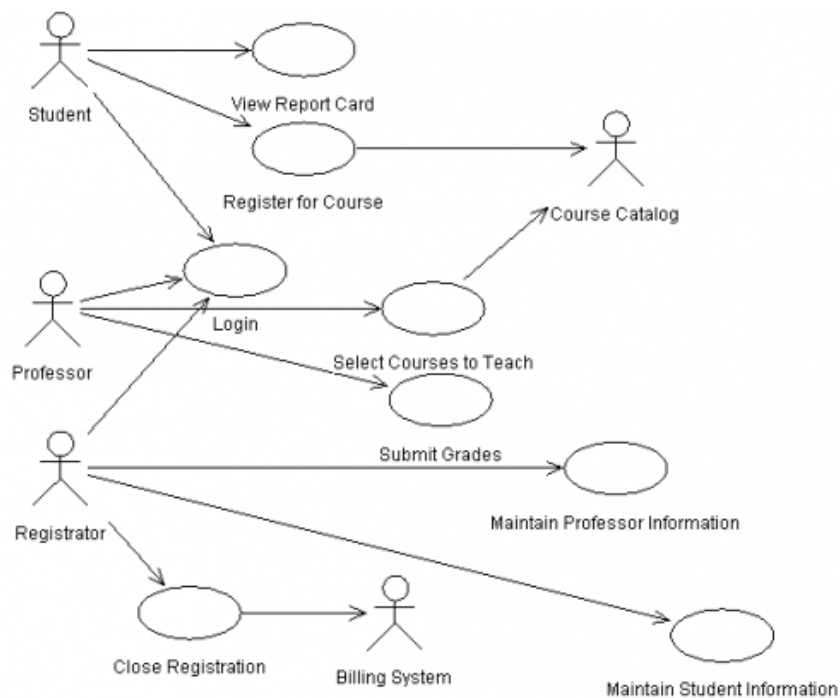 View Report Card
Student
Register for Course
Course Catalog
Login
Select Courses to Teach
Professor
Submit Grades
Maintain Professor Information
Registrator
Close Registration
Billing System
Maintain Student Information